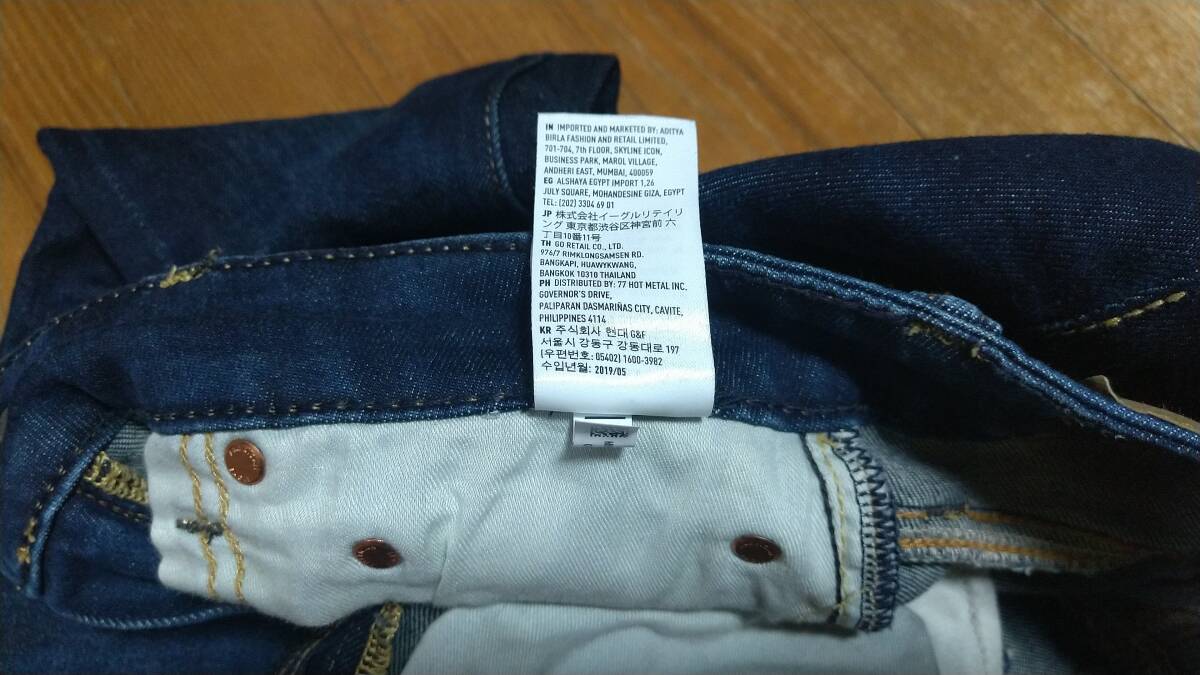 IN IMPORTED AND MARKETED BY: ADITYA
BIRLA FASHION AND RETAIL LIMITED,
701-704, 7th FLOOR, SKYLINE ICON,
BUSINESS PARK, MAROL VILLAGE,
ANDHERI EAST, MUMBAI, 400059
EG ALSHAYA EGYPT IMPORT 1,26
JULY SQUARE, MOHANDESINE GIZA, EGYPT
TEL: (202) 3304 69 01
JP 株式会社イーグルリテイリ
ング 東京都渋谷区神宮前 六
丁目10番11号
TH GO RETAIL CO., LTD.
976/7 RIMKLONGSAMSEN RD.
BANGKAPI, HUAWYKWANG,
BANGKOK 10310 THAILAND
PH DISTRIBUTED BY: 77 HOT METAL INC.
GOVERNOR'S DRIVE,
PALIPARAN DASMARIÑAS CITY, CAVITE,
PHILIPPINES 4114
KR 주식회사 현대 G&F
서울시 강동구 강동대로 197
(우편번호: 05402) 1600-3982
수입년월: 2019/05